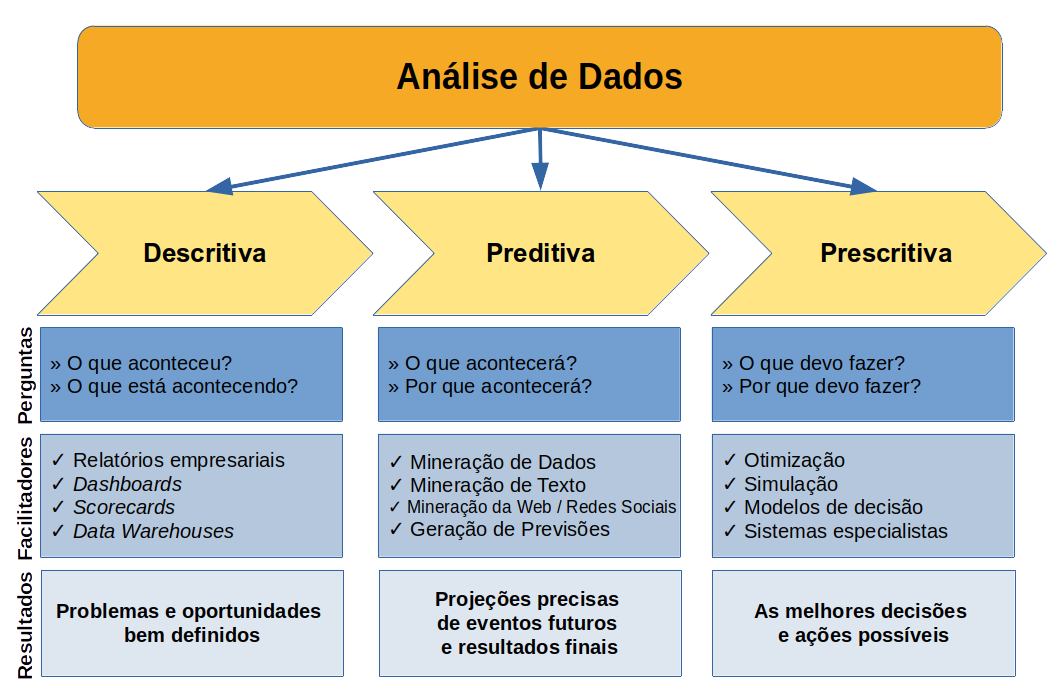 Análise de Dados
Descritiva
Preditiva
Prescritiva
Perguntas
» O que aconteceu?
» O que está acontecendo?
» O que acontecerá?
» Por que acontecerá?
» O que devo fazer?
» Por que devo fazer?
Facilitadores
✓ Relatórios empresariais
✓ Dashboards
✓ Scorecards
✓ Data Warehouses
✓ Mineração de Dados
✓ Mineração de Texto
✓ Mineração da Web / Redes Sociais
✓ Geração de Previsões
✓ Otimização
✓ Simulação
✓ Modelos de decisão
✓ Sistemas especialistas
Resultados
Problemas e oportunidades
bem definidos
Projeções precisas
de eventos futuros
e resultados finais
As melhores decisões
e ações possíveis